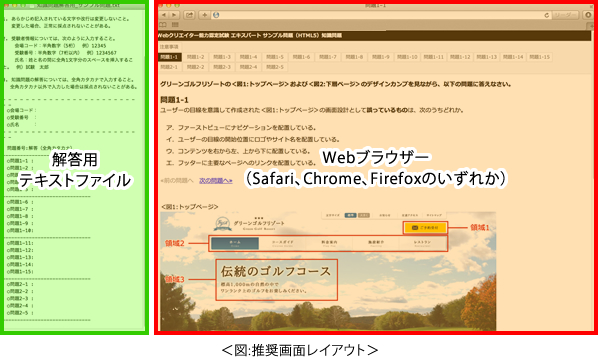 知識問題解答用_サンプル問題.txt
、あらかじめ記入されている文字や改行は変更しないこと。
変更した場合、正常に採点されないことがある。
、受験者情報については、次のように入力すること。
会場コード：半角数字（5桁） 例）12345
受験番号：半角数字（7桁以内） 例）1234567
氏名：姓と名の間に全角1文字分のスペースを挿入すること。
例）試験 太郎
、知識問題の解答については、全角カタカナで入力すること。
全角カタカナ以外で入力した場合は採点されないことがある。
○会場コード：
○受験番号 ：
○氏名 ：
問題番号：解答（全角カタカナ）
○問題1-1 ：
○問題1-6 ：
○問題1-7 ：
○問題1-8 ：
○問題1-9 ：
○問題1-10：
○問題1-11：
○問題1-12：
○問題1-13：
○問題1-14：
○問題1-15：
○問題2-1 ：
○問題2-2 ：
○問題2-3 ：
○問題2-4 ：
○問題2-5 ：
解答用
テキストファイル
問題1-1
Webクリエイター能力認定試験 エキスパート サンプル問題（HTML5）知識問題
注意事項
問題1-1 問題1-2 問題1-3 問題1-4 問題1-5 問題1-6 問題1-7 問題1-8 問題1-9 問題1-10 問題1-11 問題1-12 問題1-13 問題1-14 問題1-15
グリーンゴルフリゾートの<図1:トップページ> および<図2:下層ページ> のデザインカンプを見ながら、以下の問題に答えなさい。
問題1-1
ユーザーの目線を意識して作成された<図1:トップページ> の画面設計として誤っているものは、次のうちどれか。
ア、ファーストビューにナビゲーションを配置している。
イ、ユーザーの目線の開始位置にロゴやサイト名を配置している。
ウ、コンテンツを右から左、上から下に配置している。
エ、フッターに主要なページへのリンクを配置している。
Webブラウザー
（Safari、Chrome、Firefoxのいずれか）
«前の問題へ 次の問題へ»
<図1:トップページ>
グリーンゴルフリゾート
Green Golf Resort
ご予約受付
領域1
領域2
ホーム コースガイド 料金案内 施設紹介 レストラン
領域3
伝統のゴルフコース
標高1,000mの自然の中で
ワンランク上のゴルフをお楽しみください。
＜図:推奨画面レイアウト＞